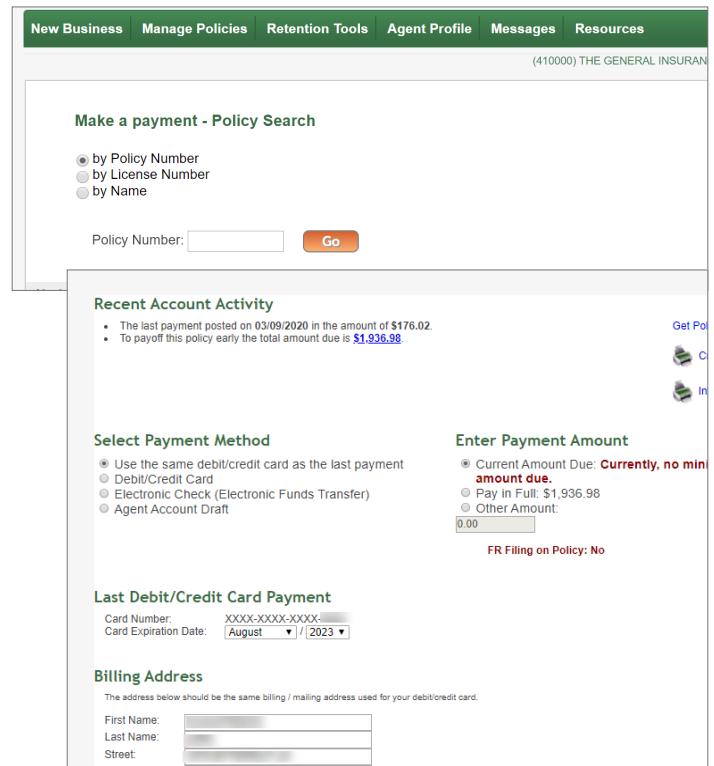 New Business Manage Policies Retention Tools Agent Profile Messages Resources
(410000) THE GENERAL INSURAN
Make a payment - Policy Search
by Policy Number
by License Number
by Name
Policy Number: Go
Recent Account Activity
The last payment posted on 03/09/2020 in the amount of $176.02.
To payoff this policy early the total amount due is $1,936.98.
Get Pol
C
In
Select Payment Method
Use the same debit/credit card as the last payment
Debit/Credit Card
Electronic Check (Electronic Funds Transfer)
Agent Account Draft
Enter Payment Amount
Current Amount Due: Currently, no mini
amount due.
Pay in Full: $1,936.98
Other Amount:
0.00
FR Filing on Policy: No
Last Debit/Credit Card Payment
Card Number: XXXX-XXXX-XXXX-
Card Expiration Date: August / 2023
Billing Address
The address below should be the same billing / mailing address used for your debit/credit card.
First Name:
Last Name:
Street: